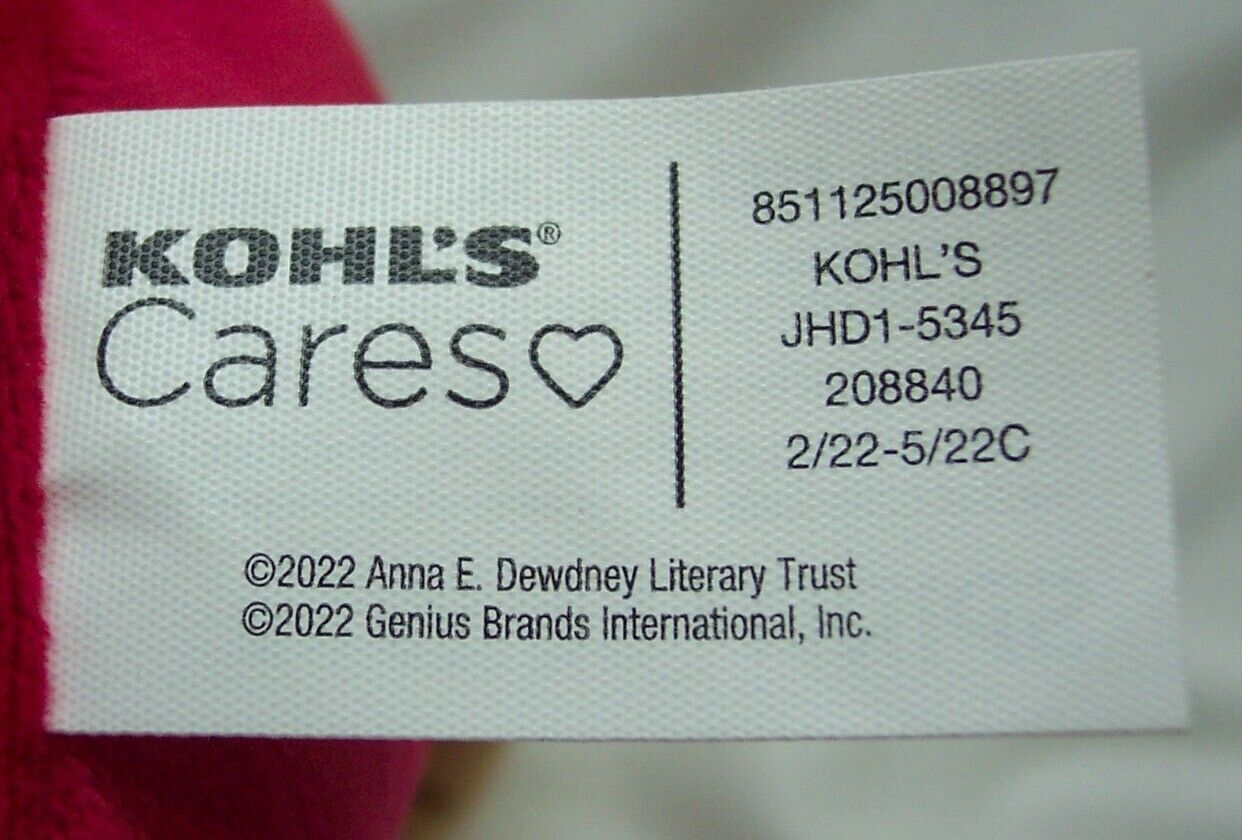 KOHL'S®
Cares
851125008897
KOHL'S
JHD1-5345
208840
2/22-5/22C
©2022 Anna E. Dewdney Literary Trust
©2022 Genius Brands International, Inc.